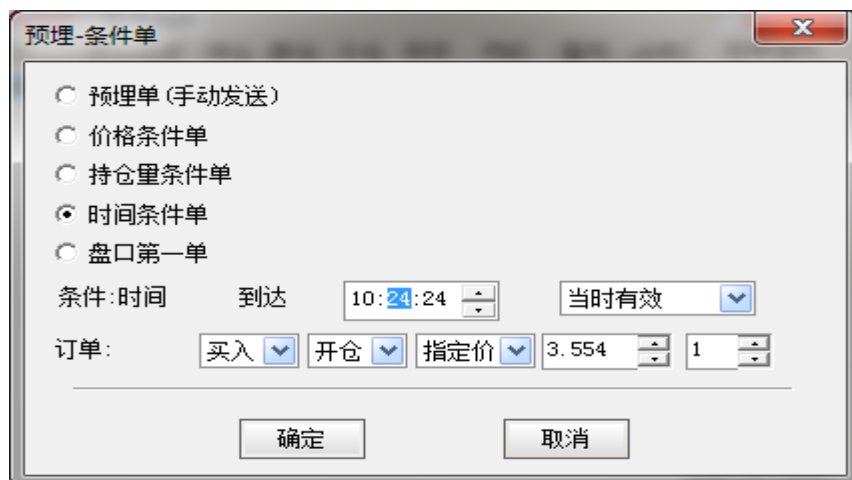 预埋-条件单
预埋单(手动发送)
价格条件单
持仓量条件单
时间条件单
盘口第一单
条件:时间 到达 10:24:24 当时有效
订单: 买入 开仓 指定价 3.554 1
确定 取消